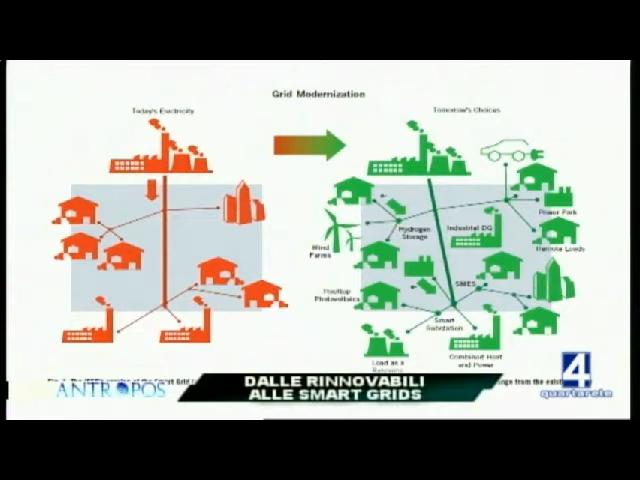 Grid Modernization
Today's Electricity
Tomorrow's Choices
Power Park
Hydrogen
Storage
Industrial DG
Wind
Farms
Remote Loads
Rooftop
Photovoltaics
SMES
Smart
Substation
Load as a
Resource
Combined Heat
and Power
ANTROPOS
DALLE RINNOVABILI
ALLE SMART GRIDS
4
quartarete